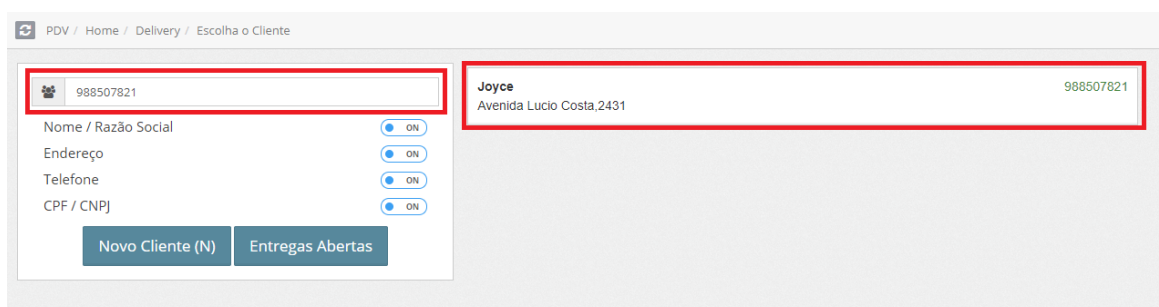 PDV / Home / Delivery / Escolha o Cliente
988507821
Nome / Razão Social ON
Endereço ON
Telefone ON
CPF / CNPJ ON
Novo Cliente (N) Entregas Abertas
Joyce 988507821
Avenida Lucio Costa,2431